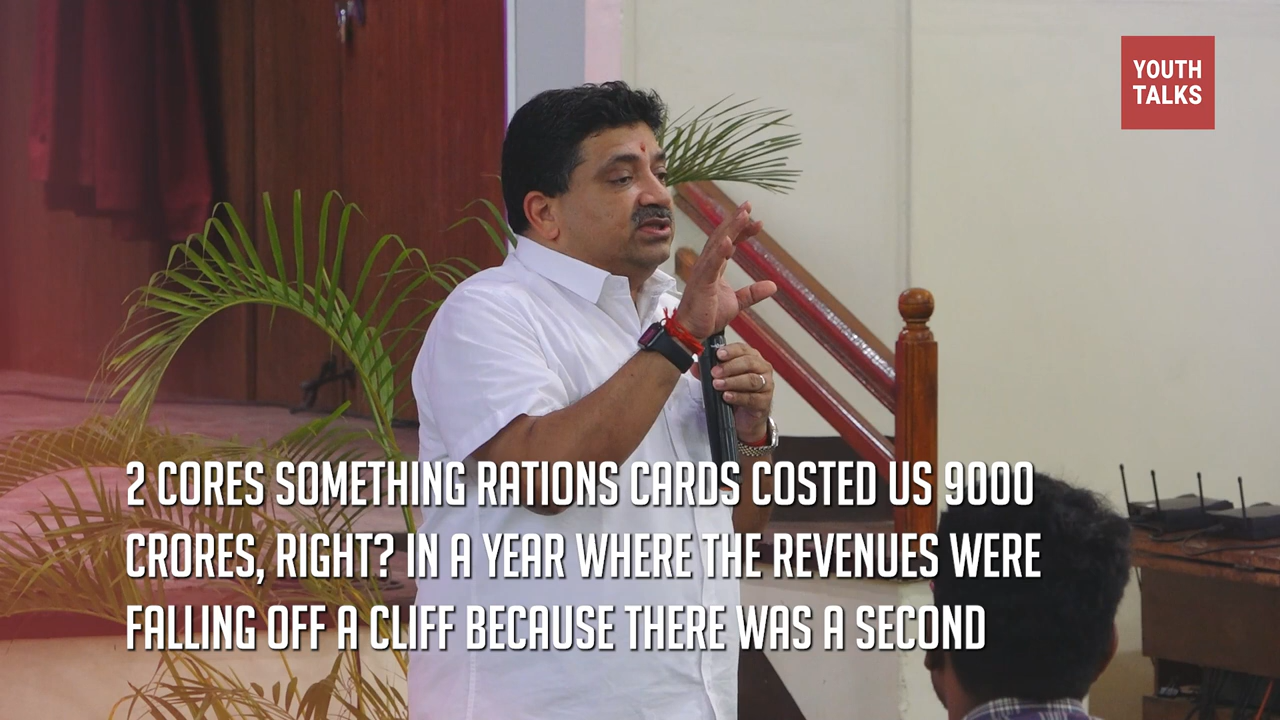 YOUTH
TALKS
2 CORES SOMETHING RATIONS CARDS COSTED US 9000
CRORES, RIGHT? IN A YEAR WHERE THE REVENUES WERE
FALLING OFF A CLIFF BECAUSE THERE WAS A SECOND